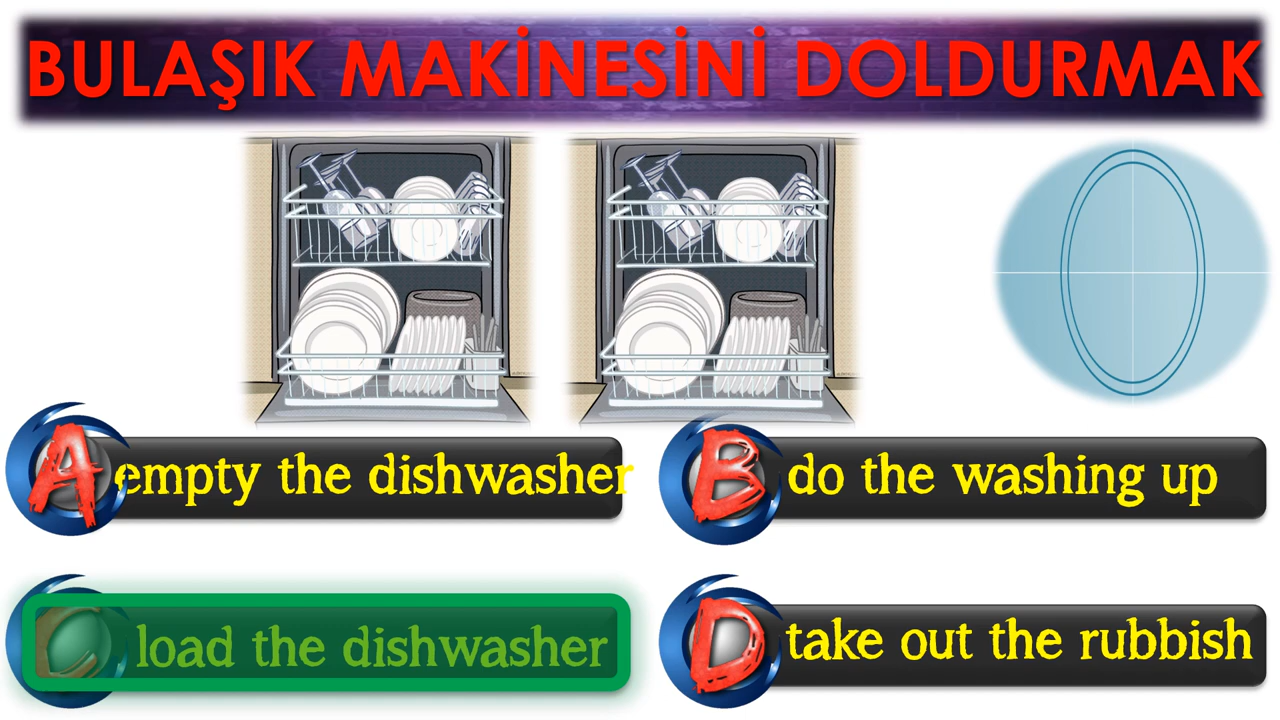 BULAŞIK MAKİNESİNİ DOLDURMAK
A empty the dishwasher
B do the washing up
C load the dishwasher
D take out the rubbish